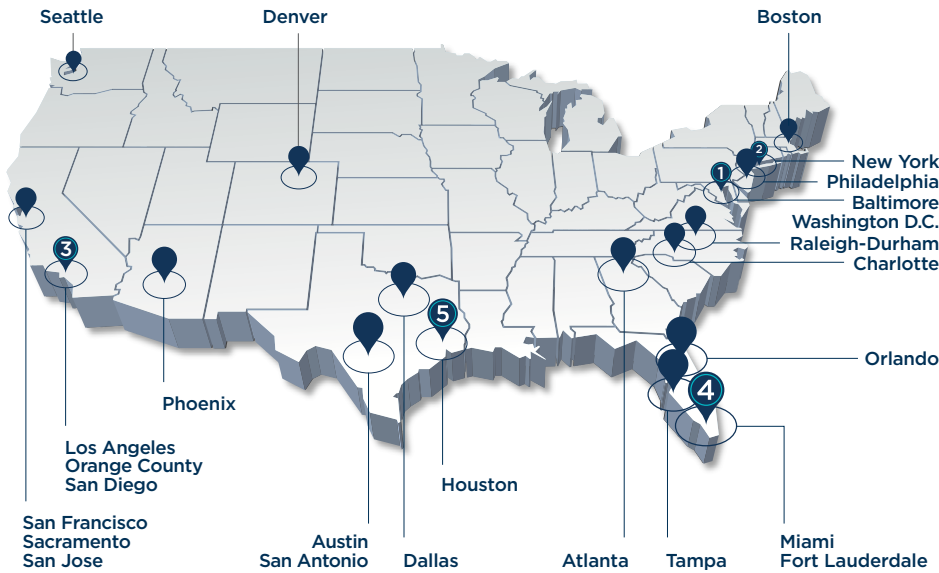 Seattle
Denver
Boston
2
New York
1
Philadelphia
Baltimore
Washington D.C.
3
Raleigh-Durham
Charlotte
5
Orlando
4
Phoenix
Los Angeles
Orange County
San Diego
Houston
San Francisco
Sacramento
San Jose
Austin
San Antonio
Dallas
Atlanta
Tampa
Miami
Fort Lauderdale